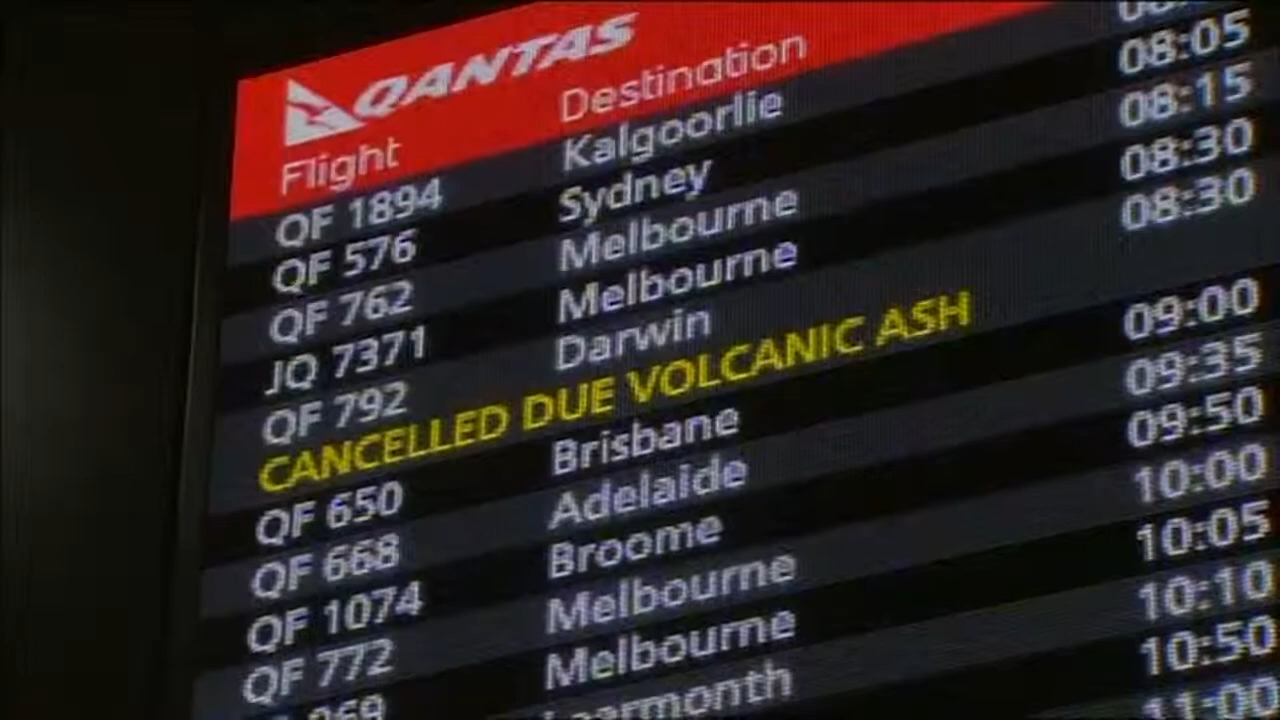 QANTAS
Flight Destination
QF 1894 Kalgoorlie
QF 576 Sydney 08:05
QF 762 Melbourne 08:15
JQ 7371 Melbourne 08:30
QF 792 Darwin 08:30
CANCELLED DUE VOLCANIC ASH
QF 650 Brisbane 09:00
QF 668 Adelaide 09:35
QF 1074 Broome 09:50
QF 772 Melbourne 10:00
Melbourne 10:05
10:10
10:50
11:00